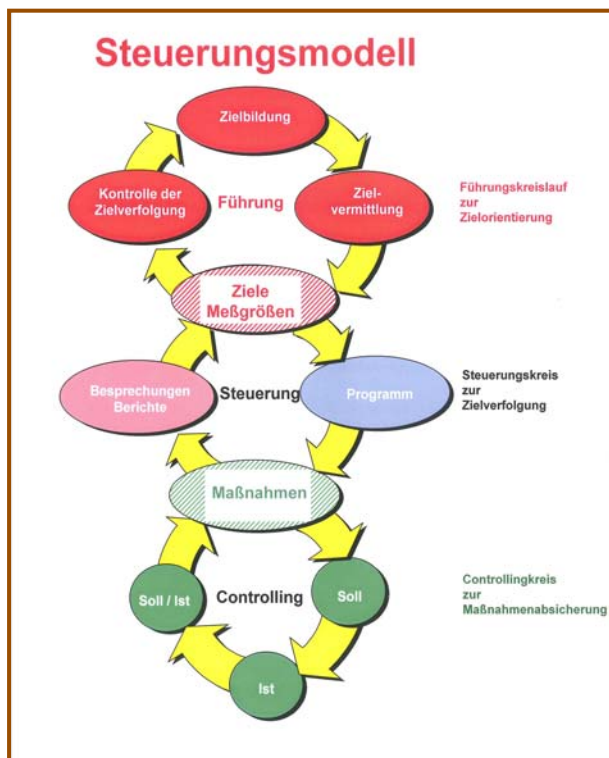 Steuerungsmodell
Zielbildung
Kontrolle der
Zielverfolgung
Führung
Ziel-
vermittlung
Führungskreislauf
zur
Zielorientierung
Ziele
Meßgrößen
Besprechungen
Berichte
Steuerung
Programm
Steuerungskreis
zur
Zielverfolgung
Maßnahmen
Soll / Ist
Controlling
Soll
Controllingkreis
zur
Maßnahmenabsicherung
Ist